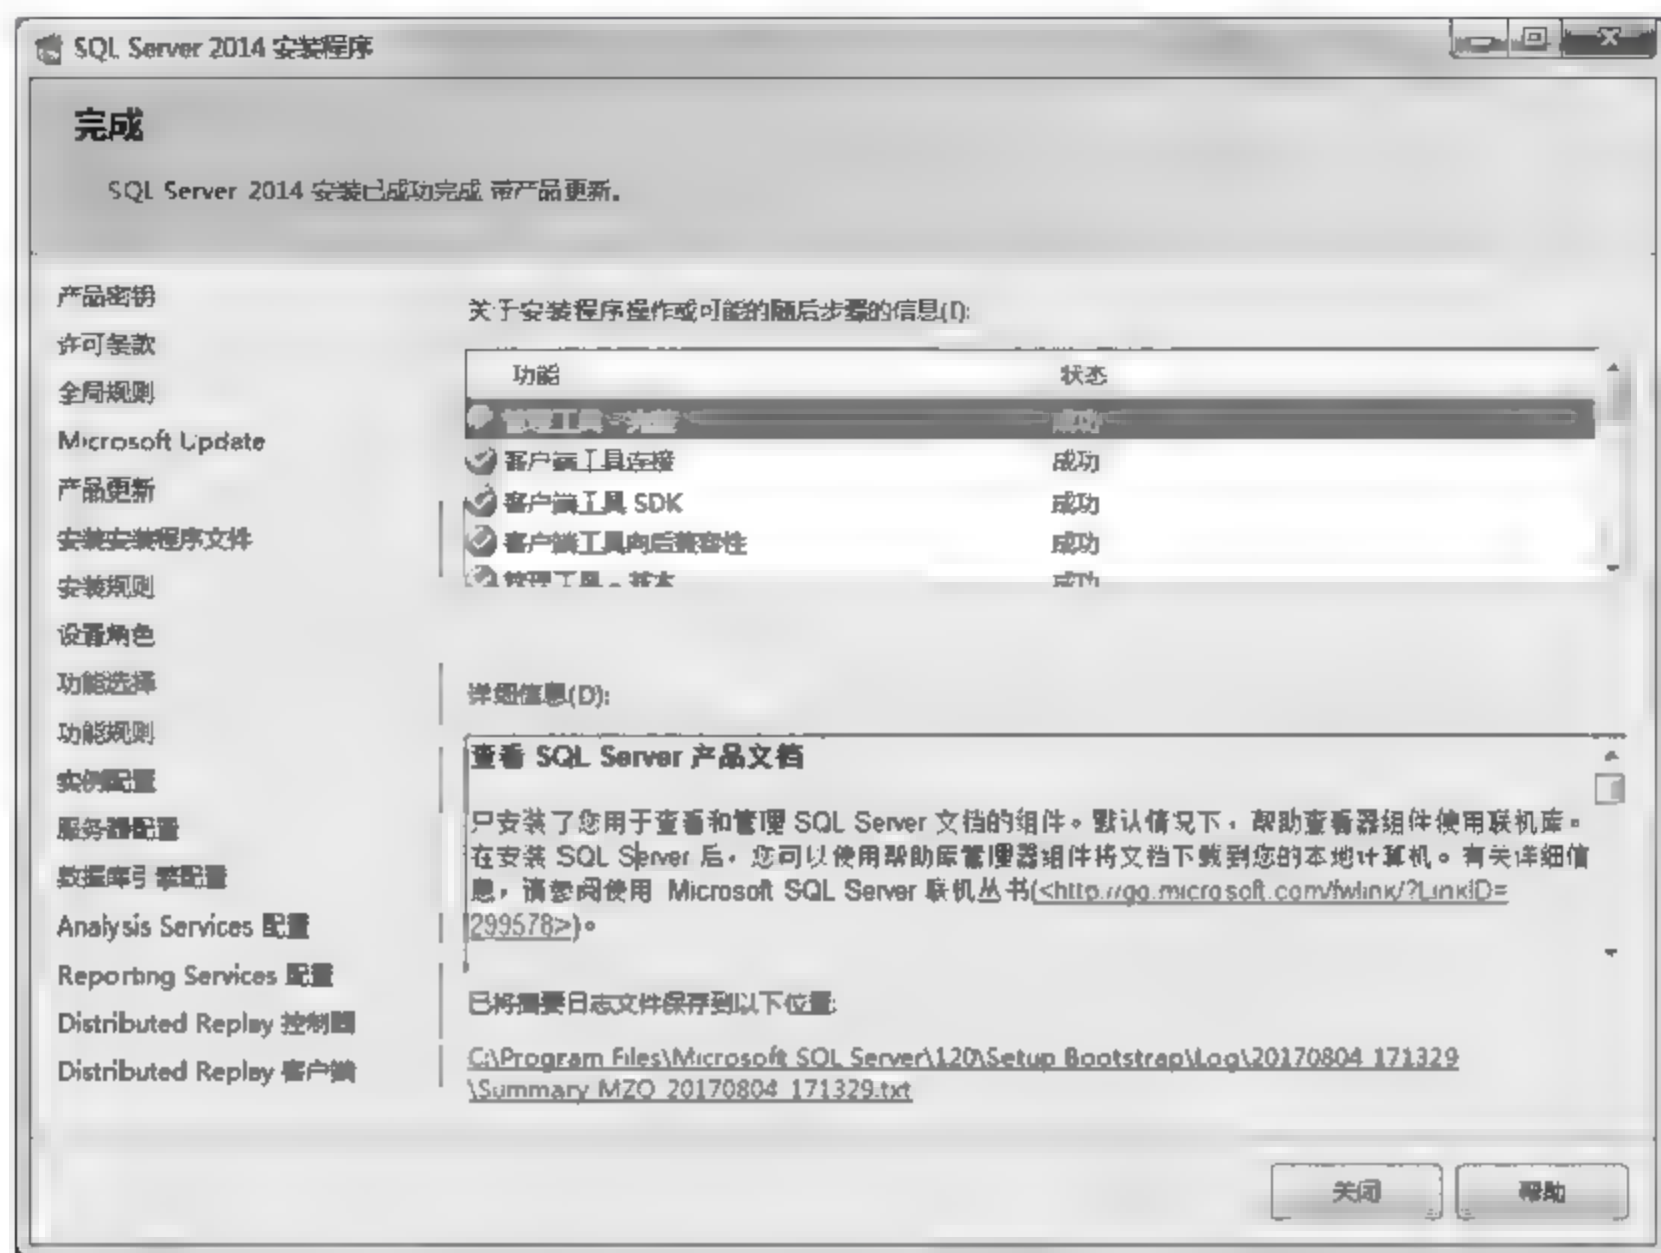 SQL Server 2014 安装程序
完成
SQL Server 2014 安装已成功完成 带产品更新。
产品密钥
许可条款
全局规则
Microsoft Update
产品更新
安装安装程序文件
安装规则
设置角色
功能选择
功能规则
实例配置
服务器配置
数据库引擎配置
Analysis Services 配置
Reporting Services 配置
Distributed Replay 控制器
Distributed Replay 客户端
关于安装程序操作或可能的随后步骤的信息(I):
功能 状态
管理工具 - 完整 成功
客户端工具连接 成功
客户端工具 SDK 成功
客户端工具向后兼容性 成功
管理工具 - 基本 成功
详细信息(D):
查看 SQL Server 产品文档
只安装了您用于查看和管理 SQL Server 文档的组件。默认情况下，帮助查看器组件使用联机库。
在安装 SQL Server 后，您可以使用帮助库管理器组件将文档下载到您的本地计算机。有关详细信
息，请参阅使用 Microsoft SQL Server 联机丛书(<http://go.microsoft.com/fwlink/?LinkID=
299578>)。
已将摘要日志文件保存到以下位置:
C:\Program Files\Microsoft SQL Server\120\Setup Bootstrap\Log\20170804_171329
\Summary_MZO_20170804_171329.txt
关闭
帮助